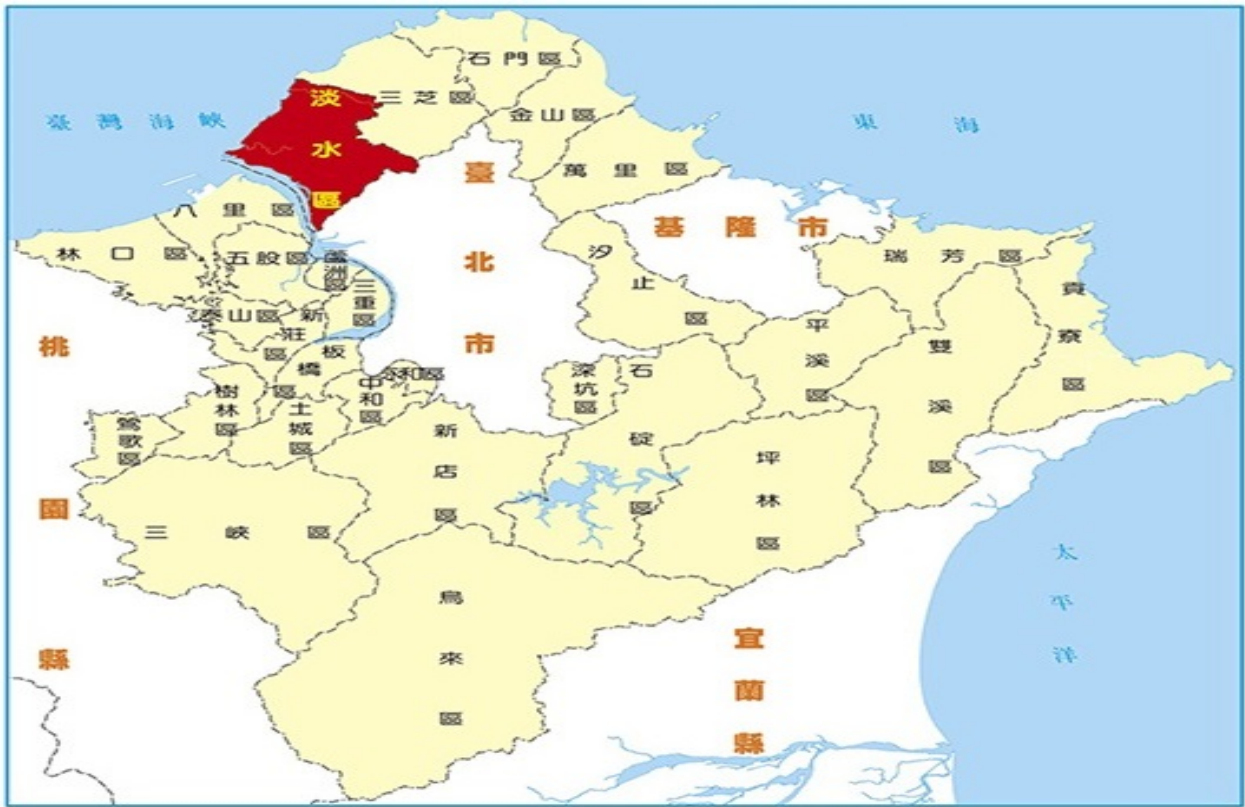 石門區
淡水區
三芝區
金山區
臺灣海峽
東海
萬里區
臺北市
八里區
基隆市
林口區
五股區
蘆洲區
汐止區
瑞芳區
三重區
貢寮區
泰山區
新莊區
平溪區
雙溪區
桃園縣
板橋區
永和區
中和區
深坑區
石碇區
樹林區
土城區
鶯歌區
新店區
坪林區
三峽區
太平洋
烏來區
宜蘭縣